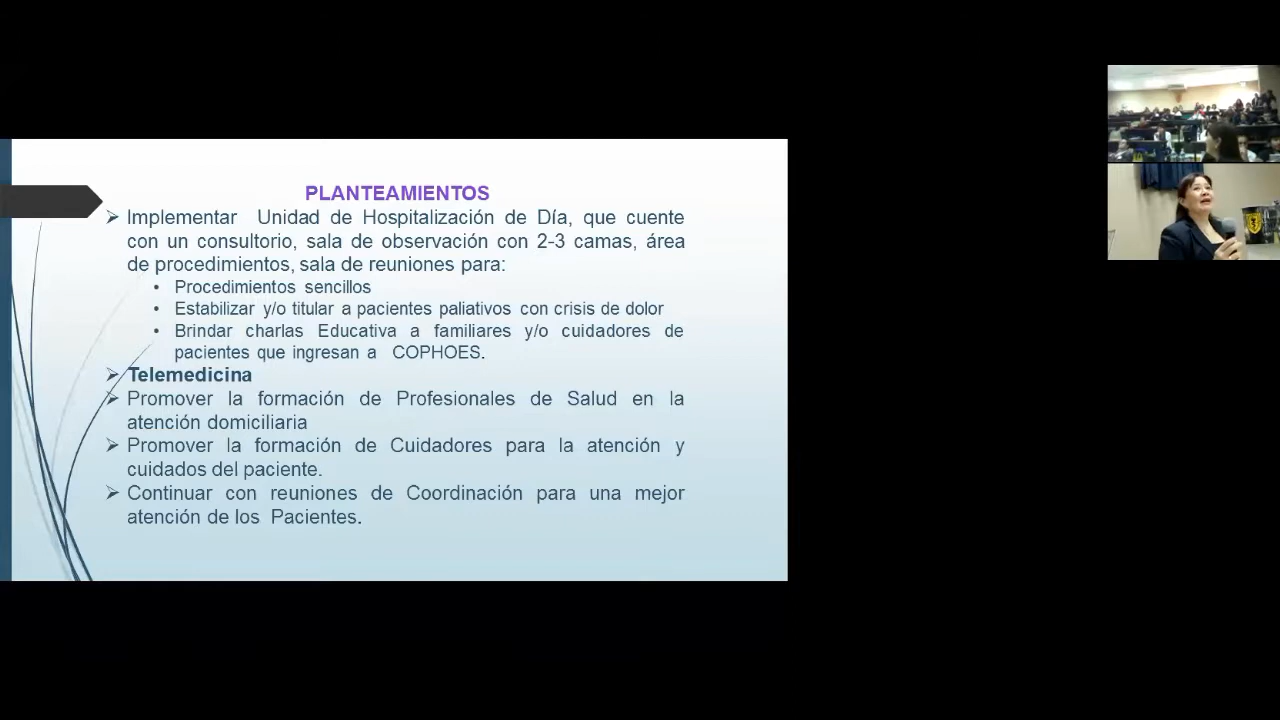 PLANTEAMIENTOS
Implementar Unidad de Hospitalización de Día, que cuente
con un consultorio, sala de observación con 2-3 camas, área
de procedimientos, sala de reuniones para:
• Procedimientos sencillos
• Estabilizar y/o titular a pacientes paliativos con crisis de dolor
• Brindar charlas Educativa a familiares y/o cuidadores de
pacientes que ingresan a COPHOES.
Telemedicina
Promover la formación de Profesionales de Salud en la
atención domiciliaria
Promover la formación de Cuidadores para la atención y
cuidados del paciente.
Continuar con reuniones de Coordinación para una mejor
atención de los Pacientes.